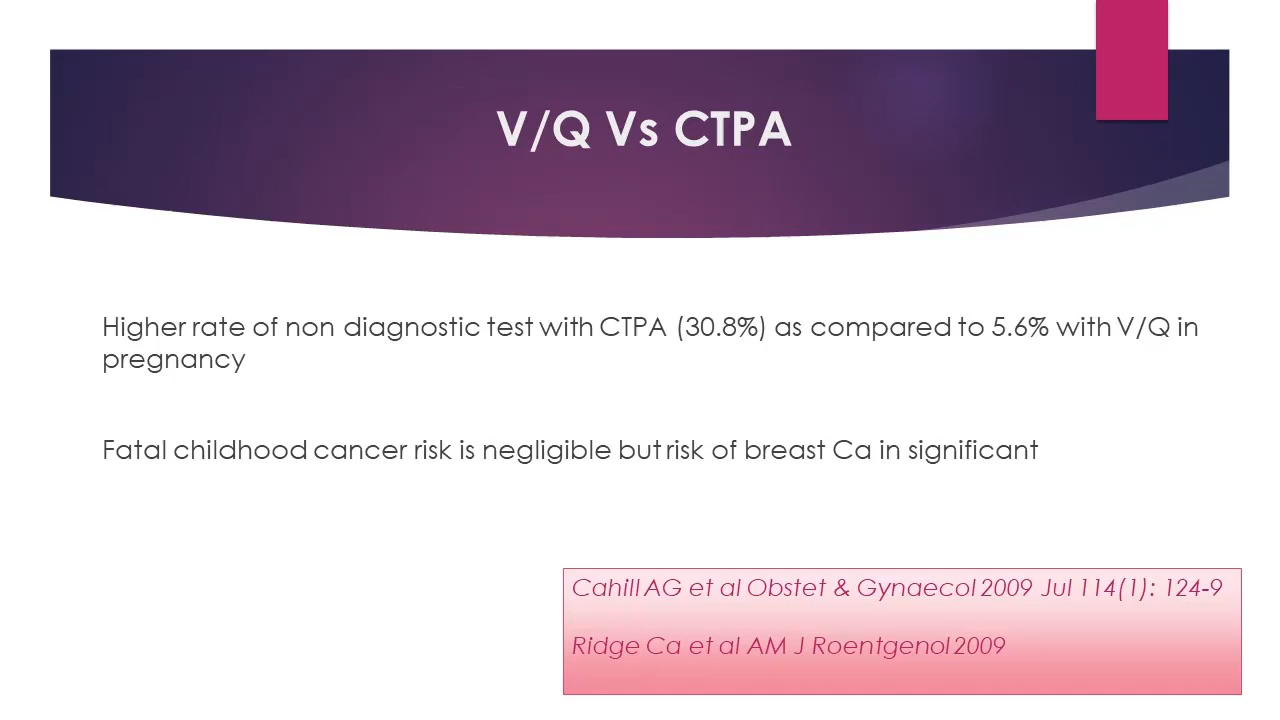 V/Q Vs CTPA
Higher rate of non diagnostic test with CTPA (30.8%) as compared to 5.6% with V/Q in
pregnancy
Fatal childhood cancer risk is negligible but risk of breast Ca in significant
Cahill AG et al Obstet & Gynaecol 2009 Jul 114(1): 124-9
Ridge Ca et al AM J Roentgenol 2009